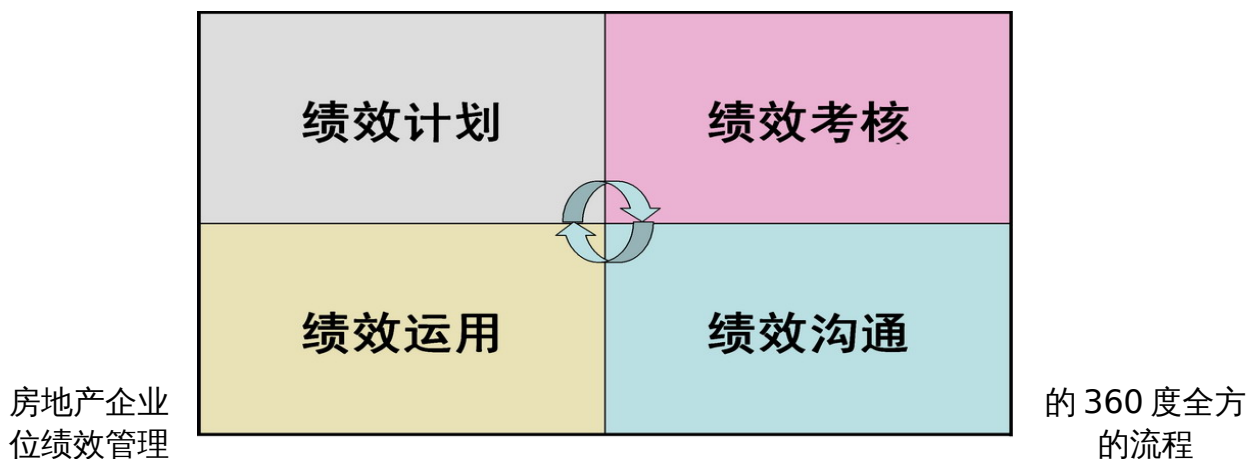 绩效计划
绩效考核
绩效运用
绩效沟通
房地产企业
的 360 度全方
位绩效管理
的流程